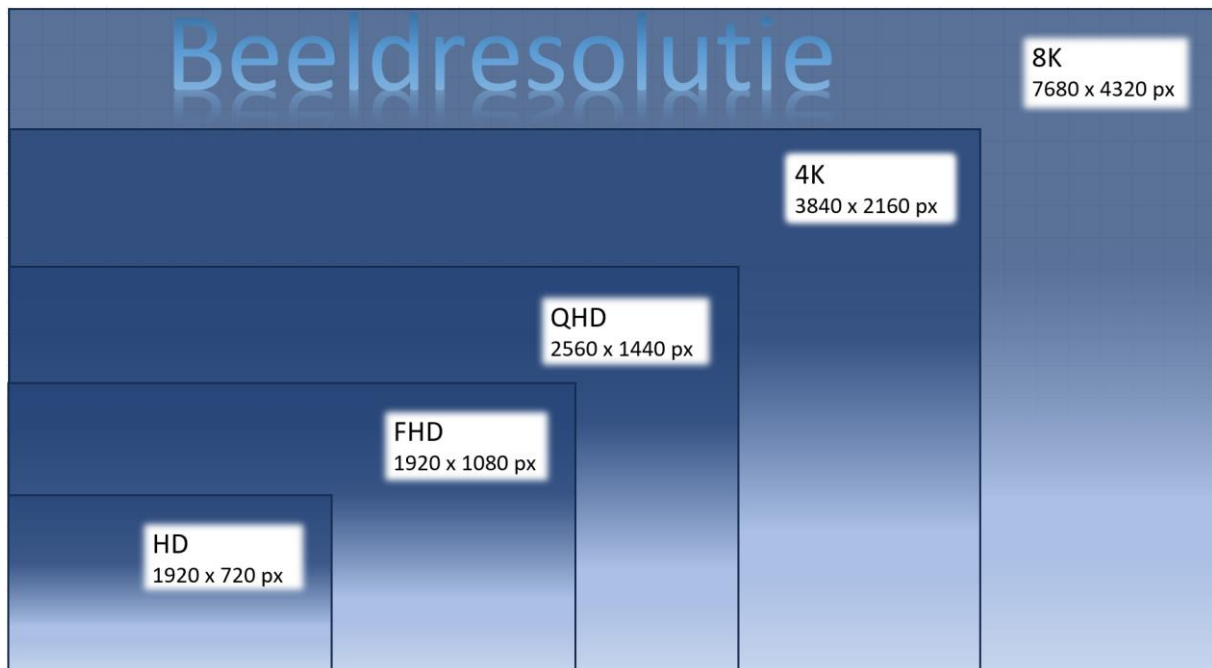 Beeldresolutie
8K
7680 x 4320 px
4K
3840 x 2160 px
QHD
2560 x 1440 px
FHD
1920 x 1080 px
HD
1920 x 720 px